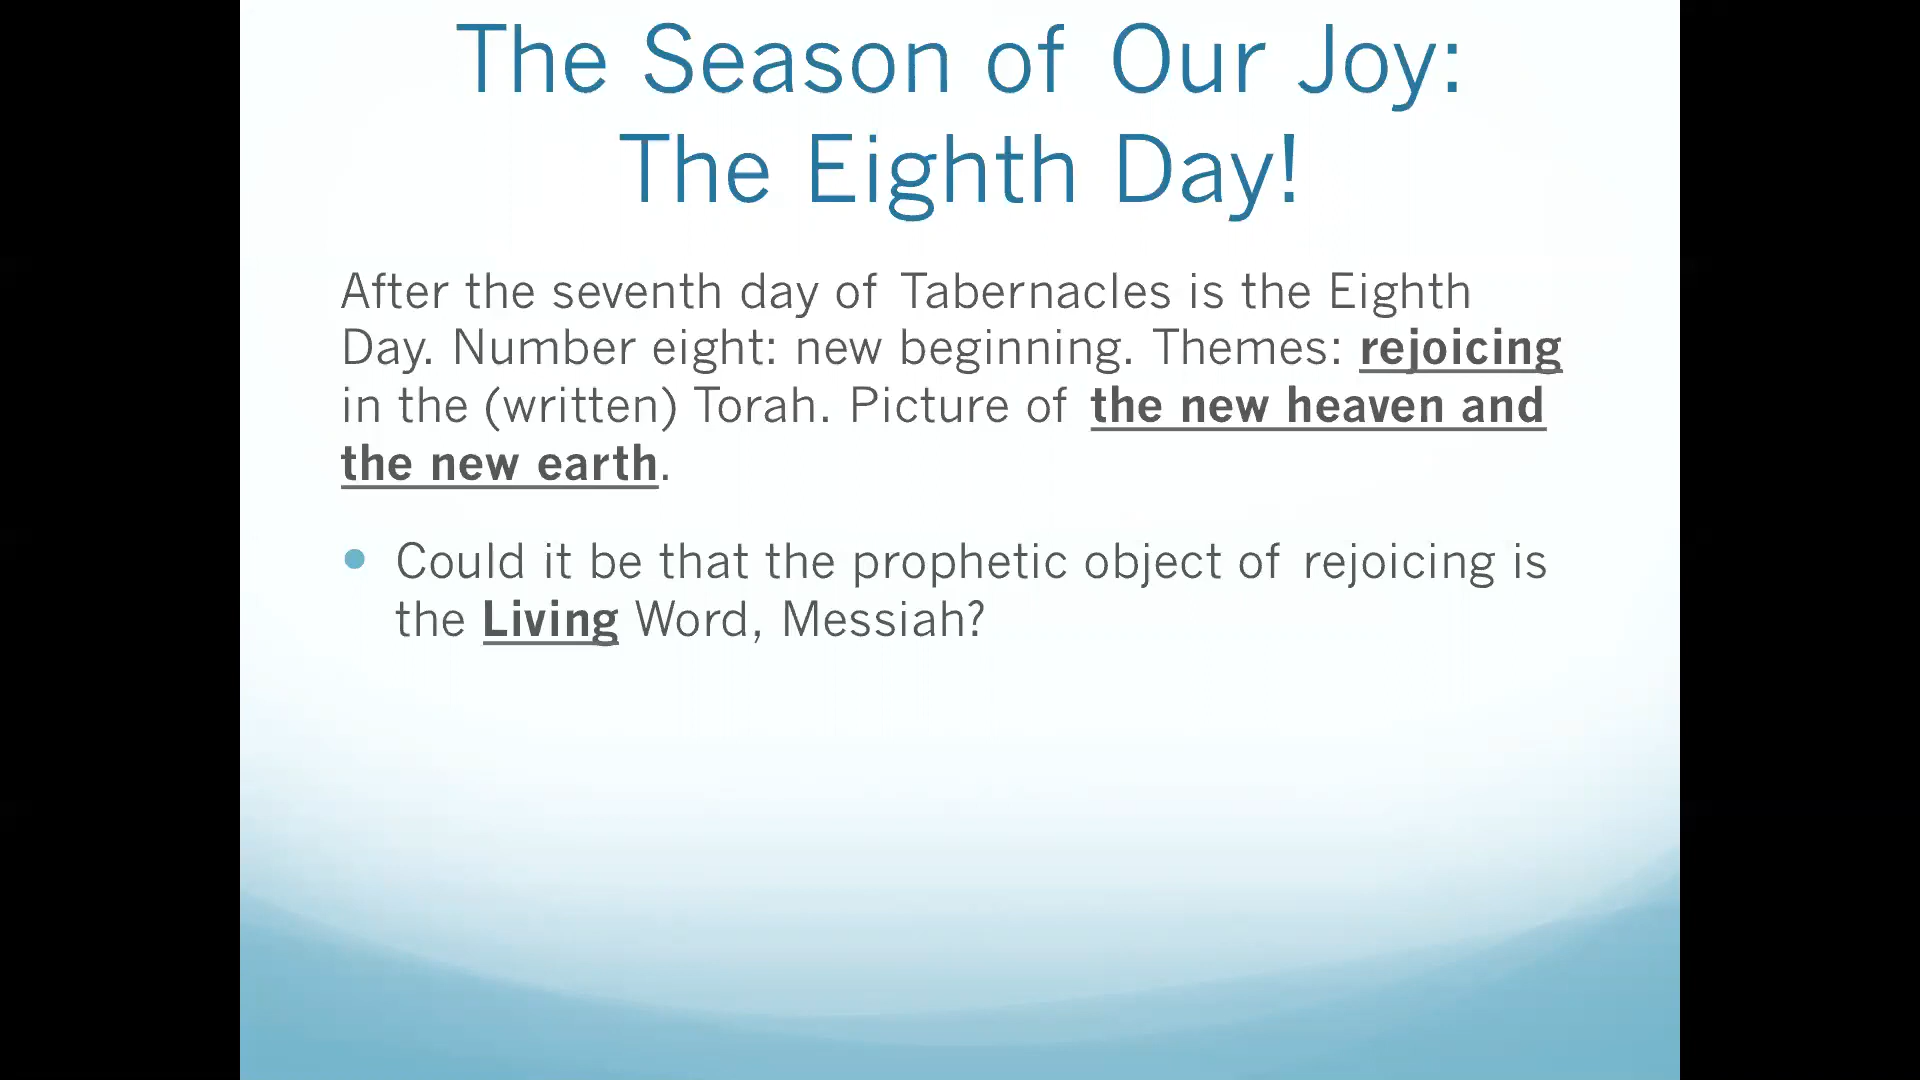 The Season of Our Joy:
The Eighth Day!
After the seventh day of Tabernacles is the Eighth
Day. Number eight: new beginning. Themes: rejoicing
in the (written) Torah. Picture of the new heaven and
the new earth.
• Could it be that the prophetic object of rejoicing is
the Living Word, Messiah?